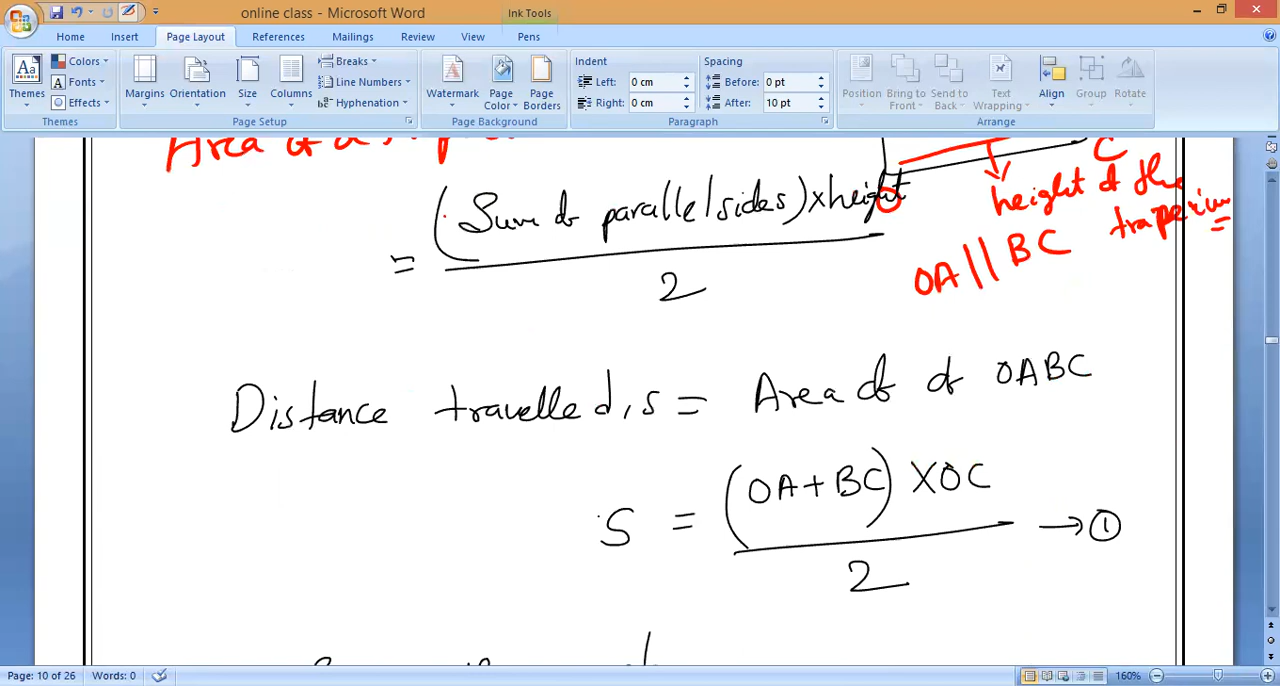 online class - Microsoft Word
Ink Tools
Home Insert Page Layout References Mailings Review View Pens
Themes
Colors
Fonts
Effects
Themes
Margins Orientation Size Columns
Breaks
Line Numbers
Hyphenation
Page Setup
Watermark Page Color Page Borders
Page Background
Indent
Left: 0 cm
Right: 0 cm
Spacing
Before: 0 pt
After: 10 pt
Paragraph
Position Bring to Front Send to Back Text Wrapping Align Group Rotate
Arrange
Area of a
C
O
= (Sum of parallel sides) x height
2
height of the
trapezium
OA || BC
Distance travelled, s = Area of of OABC
S = (OA + BC) X OC
2
→ ①
Page: 10 of 26 Words: 0 160%